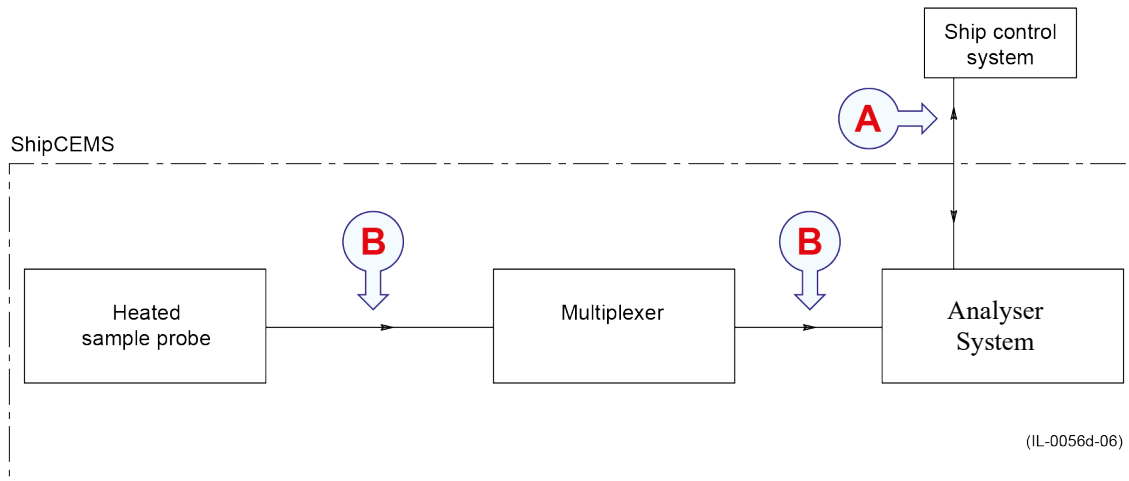 Ship control
system
A
ShipCEMS
B
B
Heated
sample probe
Multiplexer
Analyser
System
(IL-0056d-06)